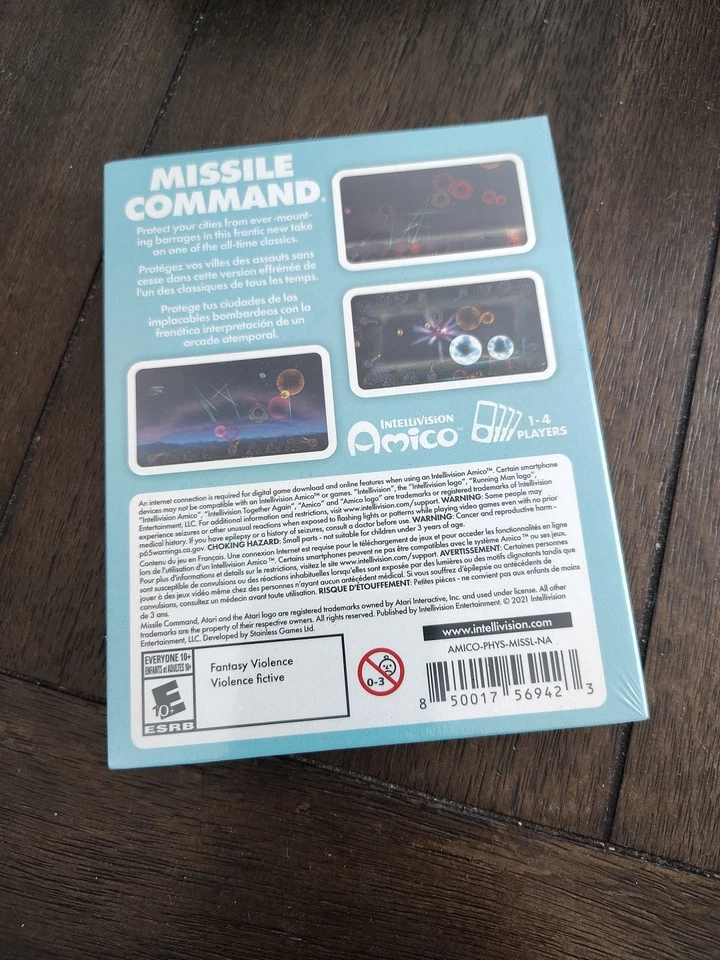 MISSILE
COMMAND®
Protect your cities from ever-mount-
ing barrages in this frantic new take
on one of the all-time classics.
Protégez vos villes des assauts sans
cesse dans cette version effrénée de
l'un des classiques de tous les temps.
Protege tus ciudades de los
implacables bombardeos con la
frenética interpretación de un
arcade atemporal.
INTELLIVISION
Amico™
1-4
PLAYERS
An internet connection is required for digital game download and online features when using an Intellivision Amico™. Certain smartphone
devices may not be compatible with an Intellivision Amico™ or games. "Intellivision", the "Intellivision logo", "Running Man logo",
"Intellivision Amico", "Intellivision Together Again", "Amico" and "Amico logo" are trademarks or registered trademarks of Intellivision
Entertainment, LLC. For additional information and restrictions, visit www.intellivision.com/support. WARNING: Some people may
experience seizures or other unusual reactions when exposed to flashing lights or patterns while playing video games even with no prior
medical history. If you have epilepsy or a history of seizures, consult a doctor before use. WARNING: Cancer and reproductive harm -
p65warnings.ca.gov. CHOKING HAZARD: Small parts - not suitable for children under 3 years of age.
Contenu du jeu en Français. Une connexion Internet est requise pour le téléchargement de jeux et pour accéder les fonctionnalités en ligne
lors de l'utilisation d'un Intellivision Amico™. Certains smartphones peuvent ne pas être compatibles avec le système Amico™ ou ses jeux.
Pour plus d'informations et détails sur le restrictions, visitez le site www.intellivision.com/support. AVERTISSEMENT: Certaines personnes
sont susceptible de convulsions ou des réactions inhabituelles lorsqu'elles sont exposée par des lumières ou des motifs clignotants tandis que
jouer à des jeux vidéo même chez des personnes n'ayant aucun antécédent médical. Si vous souffrez d'épilepsie ou d'antécédents de
convulsions, consultez un médecin avant toute utilisation. RISQUE D'ÉTOUFFEMENT: Petites pièces - ne convient pas aux enfants de moins
de 3 ans.
Missile Command, Atari and the Atari logo are registered trademarks owned by Atari Interactive, Inc. and used under license. All other
trademarks are the property of their respective owners. All rights reserved. Published by Intellivision Entertainment. © 2021 Intellivision
Entertainment, LLC. Developed by Stainless Games Ltd.
www.intellivision.com
AMICO-PHYS-MISSL-NA
EVERYONE 10+
ENFANTS et ADULTES 10+
E
10+
ESRB
Fantasy Violence
Violence fictive
0-3
8 50017 56942 3